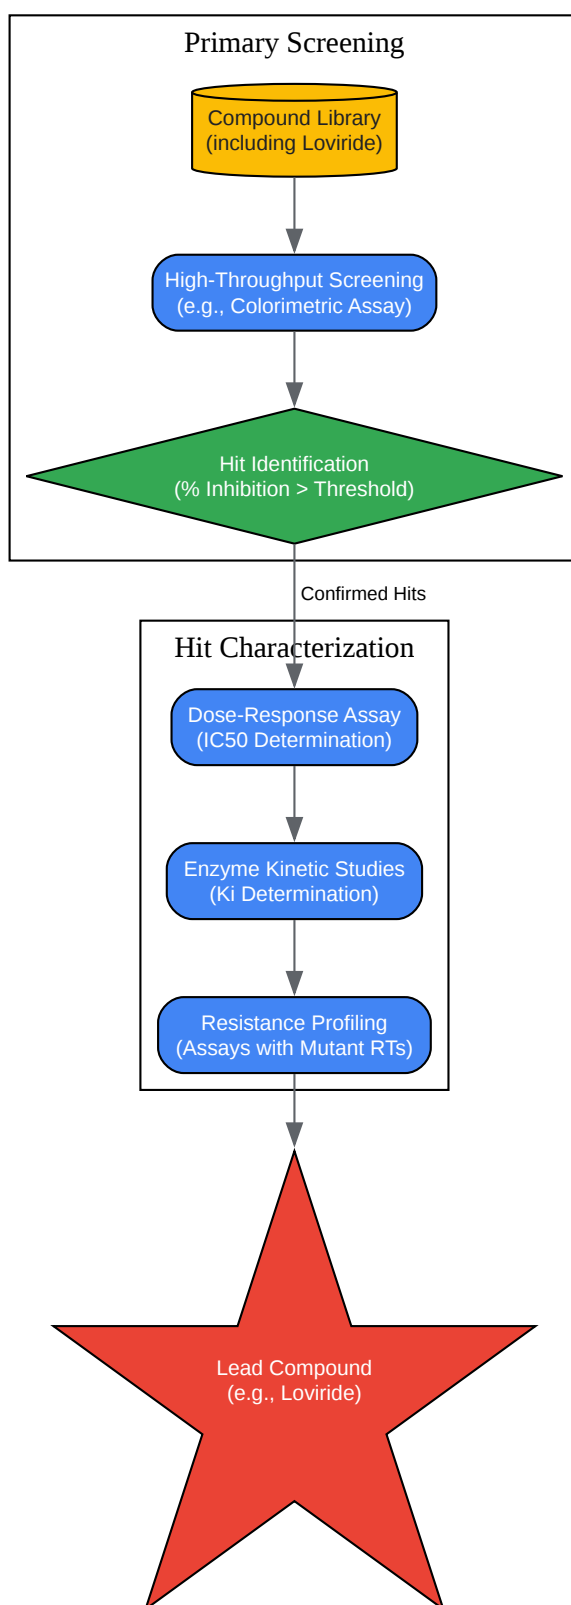 Primary Screening
Compound Library
(including Loviride)
High-Throughput Screening
(e.g., Colorimetric Assay)
Hit Identification
(% Inhibition > Threshold)
Confirmed Hits
Hit Characterization
Dose-Response Assay
(IC50 Determination)
Enzyme Kinetic Studies
(Ki Determination)
Resistance Profiling
(Assays with Mutant RTs)
Lead Compound
(e.g., Loviride)